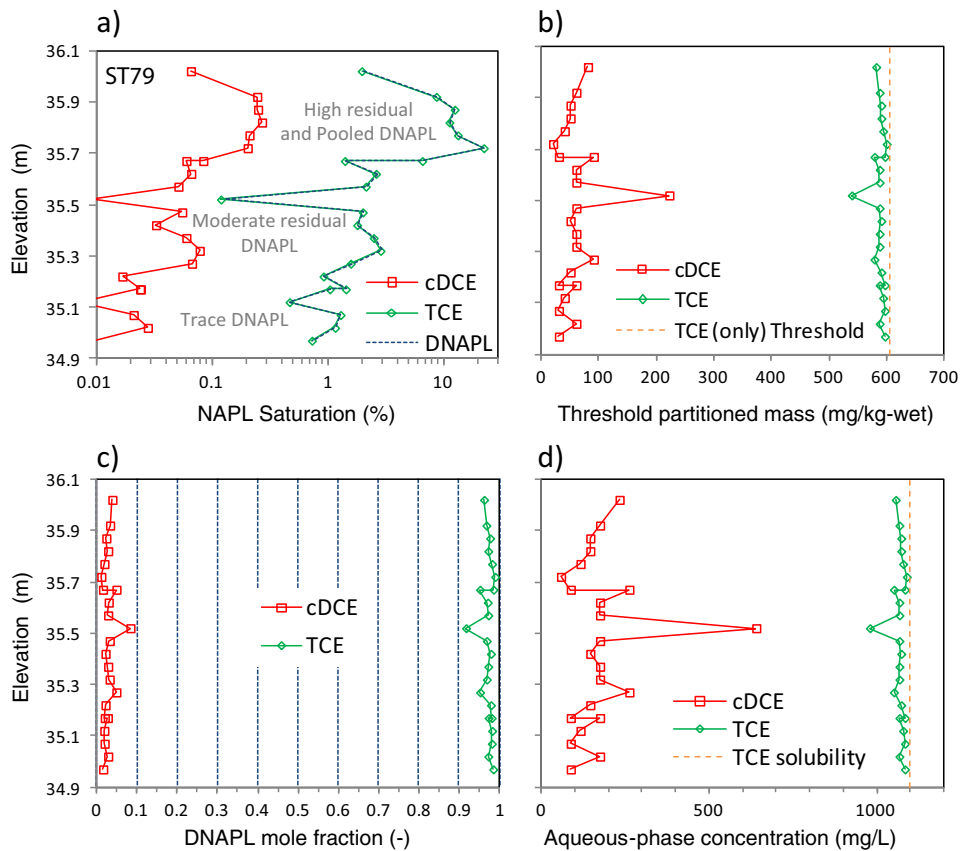 a)
36.1
35.9
35.7
35.5
35.3
35.1
34.9
Elevation (m)
ST79
High residual
and Pooled DNAPL
Moderate residual
DNAPL
Trace DNAPL
cDCE
TCE
DNAPL
0.01
0.1
1
10
NAPL Saturation (%)
b)
cDCE
TCE
TCE (only) Threshold
0
100
200
300
400
500
600
700
Threshold partitioned mass (mg/kg-wet)
c)
36.1
35.9
35.7
35.5
35.3
35.1
34.9
Elevation (m)
cDCE
TCE
0
0.1
0.2
0.3
0.4
0.5
0.6
0.7
0.8
0.9
1
DNAPL mole fraction (-)
d)
cDCE
TCE
TCE solubility
0
500
1000
Aqueous-phase concentration (mg/L)